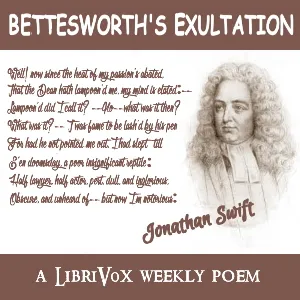 BETTESWORTH'S EXULTATION
Well! now since the heat of my passion's abated,
That the Dean hath lampoon'd me, my mind is elated:--
Lampoon'd did I call it? -- No -- what was it then?
What was it? -- 'Twas fame to be lash'd by his pen:
For had he not pointed me out, I had slept till
E'en doomsday, a poor insignificant reptile;
Half lawyer, half actor, pert, dull, and inglorious,
Obscure, and unheard of -- but now I'm notorious:
Jonathan Swift
A LIBRIVOX WEEKLY POEM